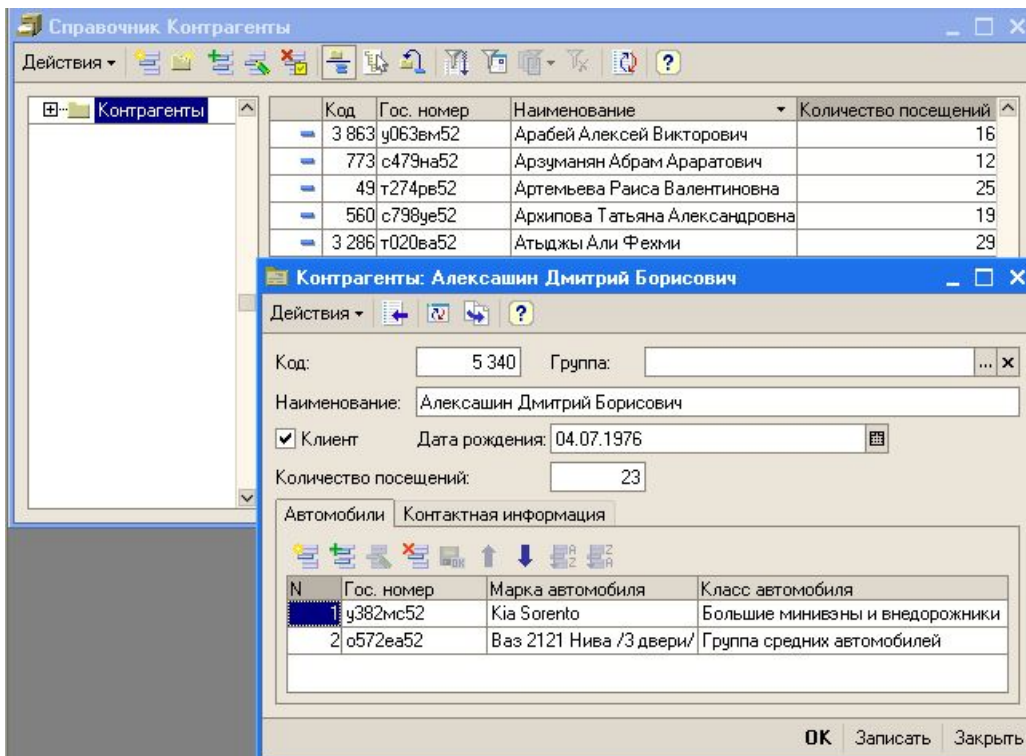 Справочник Контрагенты
Действия
Контрагенты
Код Гос. номер Наименование Количество посещений
3 863 у063вм52 Арабей Алексей Викторович 16
773 с479на52 Арзуманян Абрам Араратович 12
49 т274рв52 Артемьева Раиса Валентиновна 25
560 с798уе52 Архипова Татьяна Александровна 19
3 286 т020ва52 Атыджы Али Фехми 29
Контрагенты: Алексашин Дмитрий Борисович
Действия
Код: 5 340 Группа: ...
Наименование: Алексашин Дмитрий Борисович
Клиент Дата рождения: 04.07.1976
Количество посещений: 23
Автомобили Контактная информация
N Гос. номер Марка автомобиля Класс автомобиля
1 у382мс52 Kia Sorento Большие минивэны и внедорожники
2 о572еа52 Ваз 2121 Нива /3 двери/ Группа средних автомобилей
OK Записать Закрыть